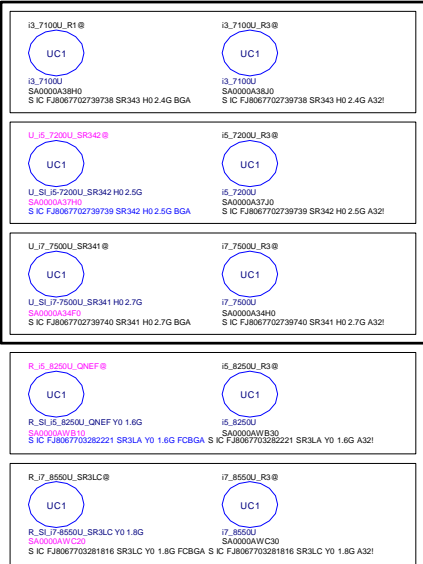 i3_7100U_R1@
i3_7100U_R3@
UC1
UC1
i3_7100U
i3_7100U
SA0000A38H0
SA0000A38J0
S IC FJ8067702739738 SR343 H0 2.4G BGA
S IC FJ8067702739738 SR343 H0 2.4G A32!
U_i5_7200U_SR342@
i5_7200U_R3@
UC1
UC1
U_SI_i5-7200U_SR342 H0 2.5G
i5_7200U
SA0000A37H0
SA0000A37J0
S IC FJ8067702739739 SR342 H0 2.5G BGA
S IC FJ8067702739739 SR342 H0 2.5G A32!
U_i7_7500U_SR341@
i7_7500U_R3@
UC1
UC1
U_SI_i7-7500U_SR341 H0 2.7G
i7_7500U
SA0000A34F0
SA0000A34H0
S IC FJ8067702739740 SR341 H0 2.7G BGA
S IC FJ8067702739740 SR341 H0 2.7G A32!
R_i5_8250U_QNEF@
i5_8250U_R3@
UC1
UC1
R_SI_i5_8250U_QNEF Y0 1.6G
i5_8250U
SA0000AWB10
SA0000AWB30
S IC FJ8067703282221 SR3LA Y0 1.6G FCBGA
S IC FJ8067703282221 SR3LA Y0 1.6G A32!
R_i7_8550U_SR3LC@
i7_8550U_R3@
UC1
UC1
R_SI_i7-8550U_SR3LC Y0 1.8G
i7_8550U
SA0000AWC20
SA0000AWC30
S IC FJ8067703281816 SR3LC Y0 1.8G FCBGA
S IC FJ8067703281816 SR3LC Y0 1.8G A32!